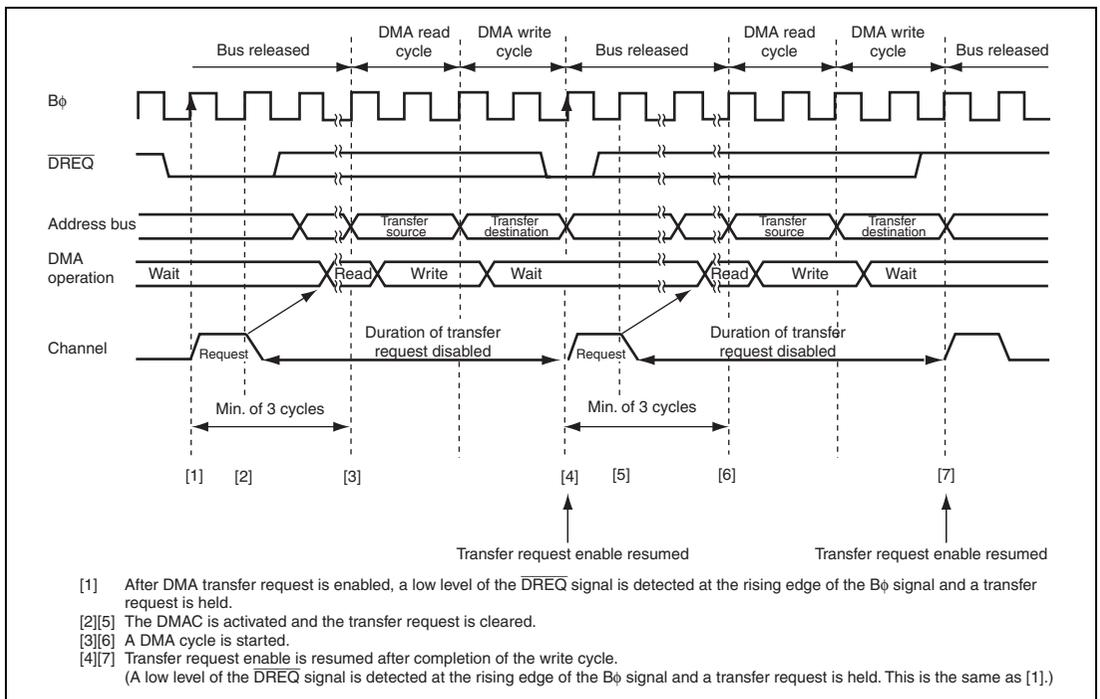 Bus released
DMA read cycle
DMA write cycle
Bus released
DMA read cycle
DMA write cycle
Bus released
Bφ
DREQ
Address bus
Transfer source
Transfer destination
Transfer source
Transfer destination
DMA operation
Wait
Read
Write
Wait
Read
Write
Wait
Channel
Request
Duration of transfer request disabled
Request
Duration of transfer request disabled
Min. of 3 cycles
Min. of 3 cycles
[1]
[2]
[3]
[4]
[5]
[6]
[7]
Transfer request enable resumed
Transfer request enable resumed
[1] After DMA transfer request is enabled, a low level of the DREQ signal is detected at the rising edge of the Bφ signal and a transfer
request is held.
[2][5] The DMAC is activated and the transfer request is cleared.
[3][6] A DMA cycle is started.
[4][7] Transfer request enable is resumed after completion of the write cycle.
(A low level of the DREQ signal is detected at the rising edge of the Bφ signal and a transfer request is held. This is the same as [1].)